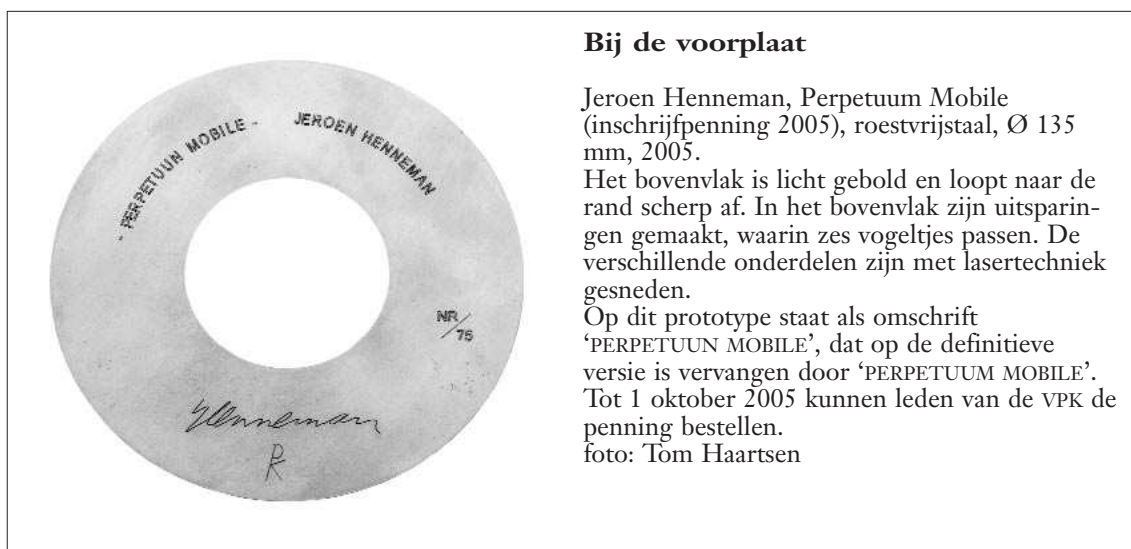 - PERPETUUN MOBILE -
JEROEN HENNEMAN
NR/75
Henneman
PK
Bij de voorplaat
Jeroen Henneman, Perpetuum Mobile
(inschrijfpenning 2005), roestvrijstaal, Ø 135
mm, 2005.
Het bovenvlak is licht gebold en loopt naar de
rand scherp af. In het bovenvlak zijn uitsparin-
gen gemaakt, waarin zes vogeltjes passen. De
verschillende onderdelen zijn met lasertechniek
gesneden.
Op dit prototype staat als omschrift
‘PERPETUUN MOBILE’, dat op de definitieve
versie is vervangen door ‘PERPETUUM MOBILE’.
Tot 1 oktober 2005 kunnen leden van de VPK de
penning bestellen.
foto: Tom Haartsen